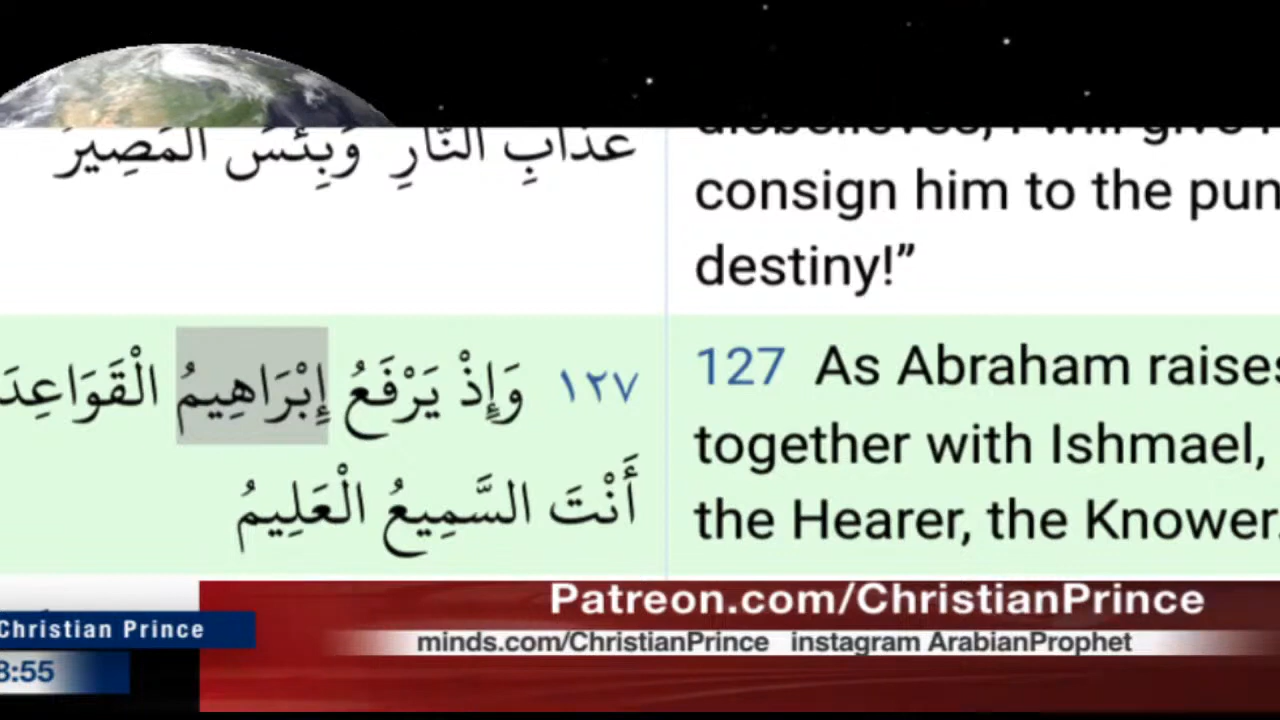 عَذَابِ النَّارِ وَبِئْسَ الْمَصِيرُ
consign him to the pun
destiny!”
١٢٧ وَإِذْ يَرْفَعُ إِبْرَاهِيمُ الْقَوَاعِدَ
أَنْتَ السَّمِيعُ الْعَلِيمُ
127 As Abraham raises
together with Ishmael,
the Hearer, the Knower.
Patreon.com/ChristianPrince
Christian Prince
minds.com/ChristianPrince instagram ArabianProphet
8:55